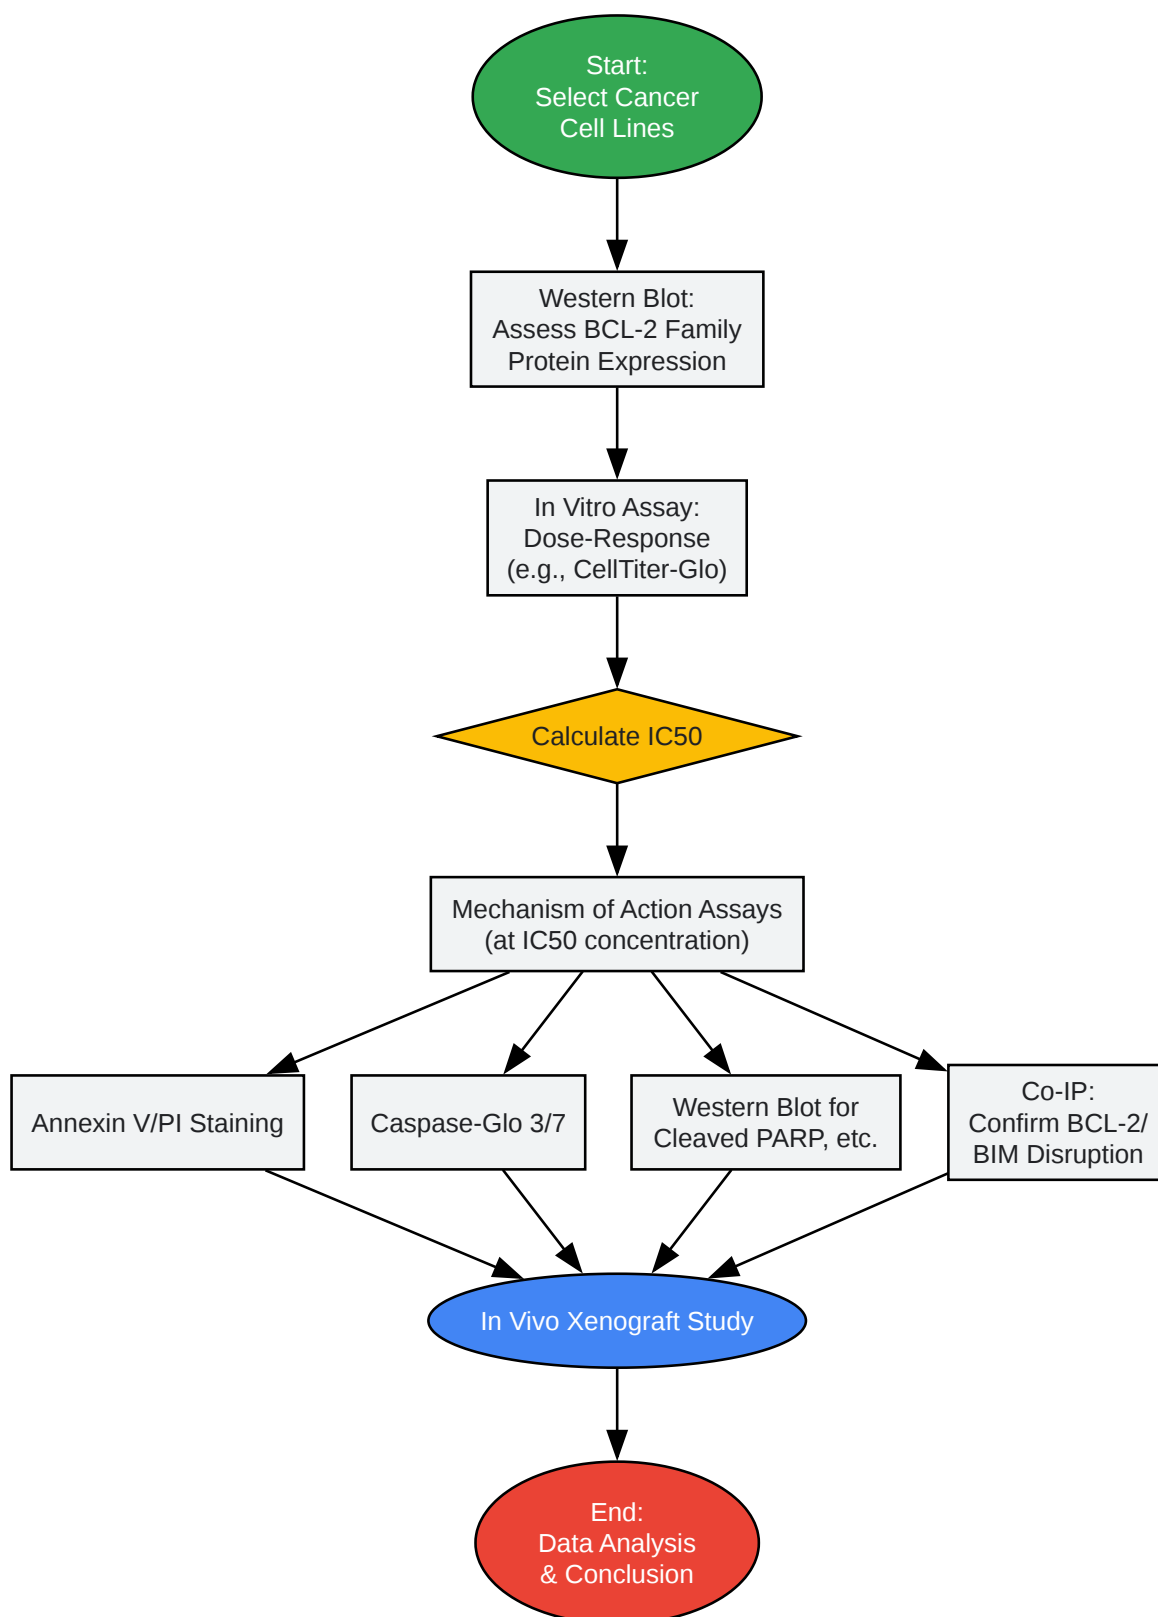 Start:
Select Cancer
Cell Lines
Western Blot:
Assess BCL-2 Family
Protein Expression
In Vitro Assay:
Dose-Response
(e.g., CellTiter-Glo)
Calculate IC50
Mechanism of Action Assays
(at IC50 concentration)
Annexin V/PI Staining
Caspase-Glo 3/7
Western Blot for
Cleaved PARP, etc.
Co-IP:
Confirm BCL-2/
BIM Disruption
In Vivo Xenograft Study
End:
Data Analysis
& Conclusion